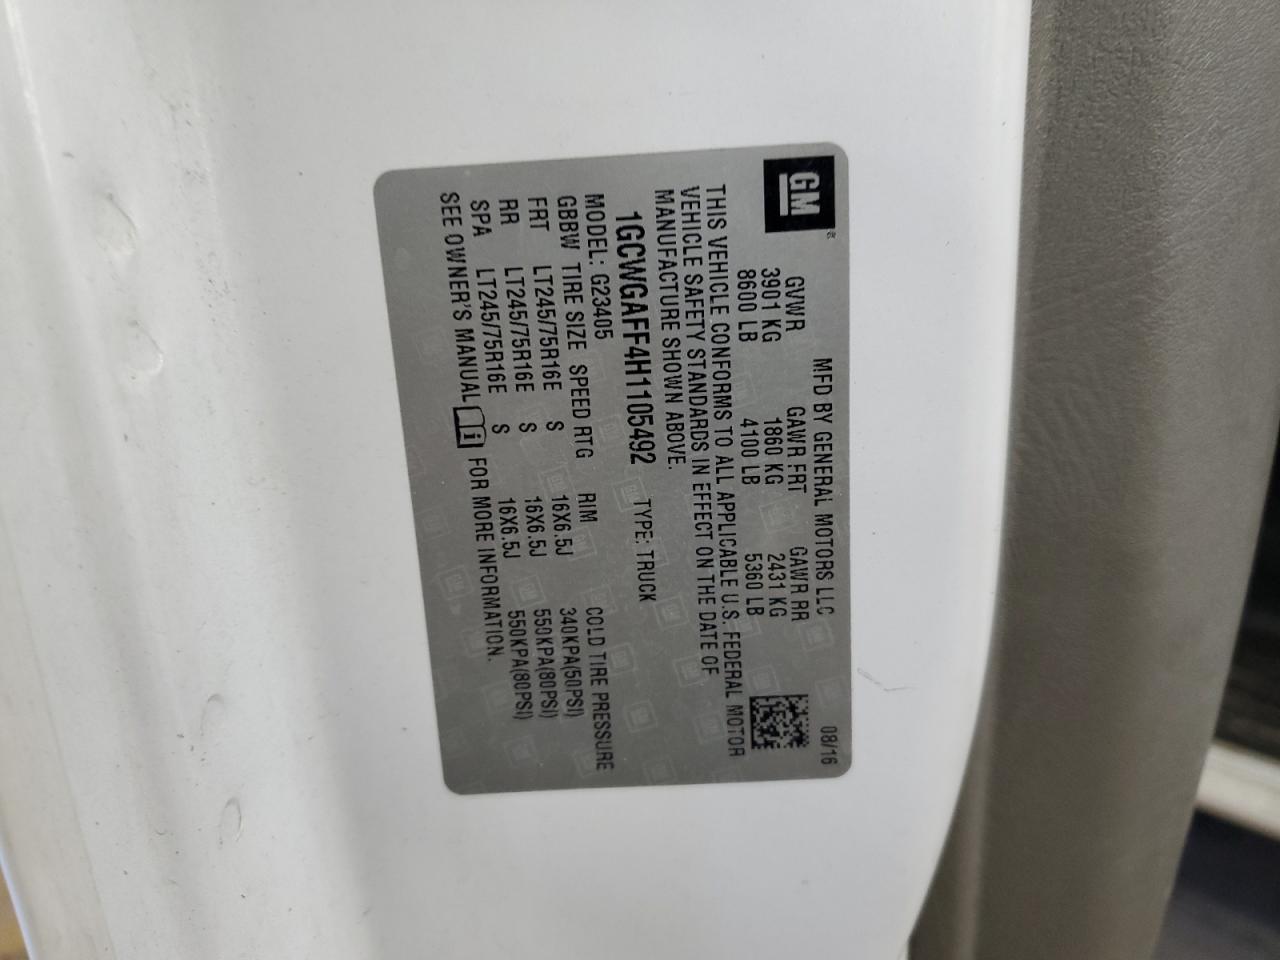 GM
MFD BY GENERAL MOTORS LLC 08/16
GVWR GAWR FRT GAWR RR
3901 KG 1860 KG 2431 KG
8600 LB 4100 LB 5360 LB
THIS VEHICLE CONFORMS TO ALL APPLICABLE U.S. FEDERAL MOTOR
VEHICLE SAFETY STANDARDS IN EFFECT ON THE DATE OF
MANUFACTURE SHOWN ABOVE.
1GCWGAFF4H1105492 TYPE: TRUCK
MODEL: G23405
GBBW TIRE SIZE SPEED RTG RIM COLD TIRE PRESSURE
FRT LT245/75R16E S 16X6.5J 340KPA(50PSI)
RR LT245/75R16E S 16X6.5J 550KPA(80PSI)
SPA LT245/75R16E S 16X6.5J 550KPA(80PSI)
SEE OWNER'S MANUAL i FOR MORE INFORMATION.